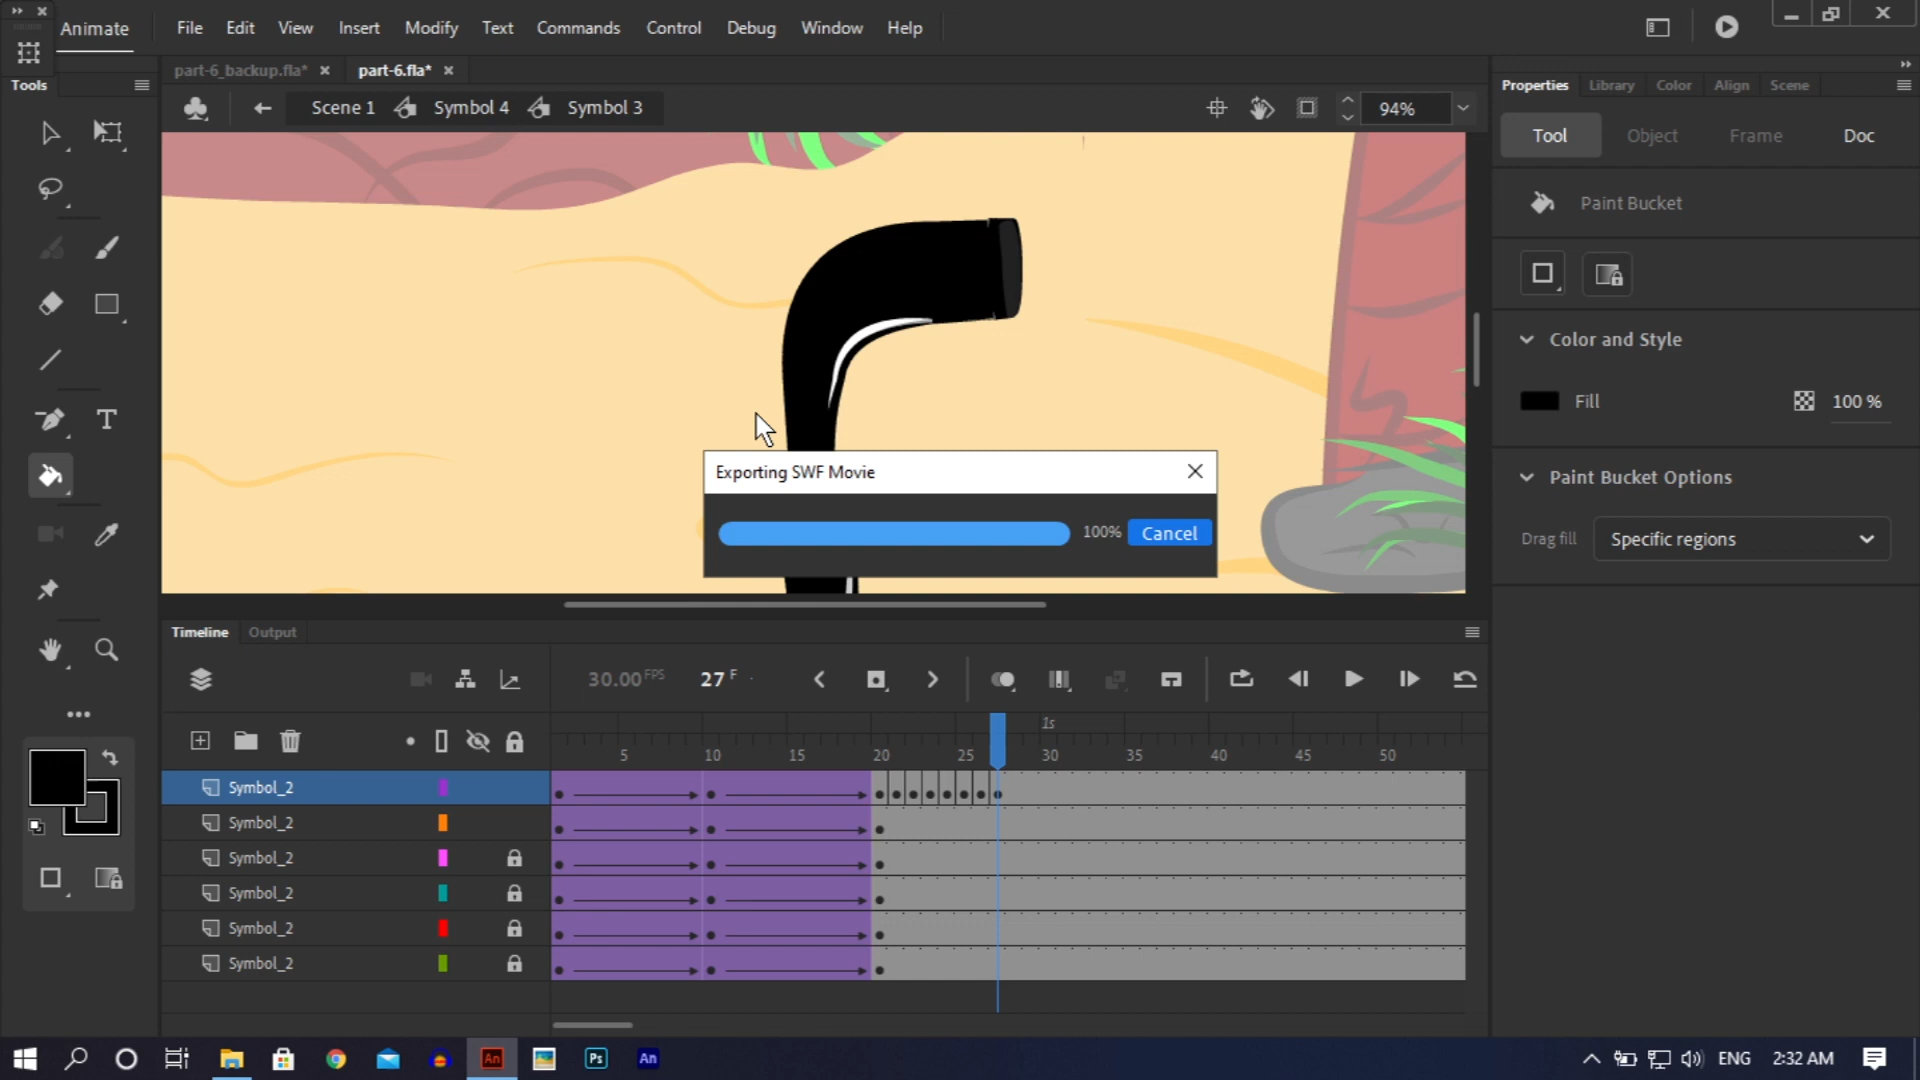 Animate File Edit View Insert Modify Text Commands Control Debug Window Help
part-6_backup.fla* part-6.fla*
Tools
Scene 1 Symbol 4 Symbol 3 94%
Properties Library Color Align Scene
Tool Object Frame Doc
Paint Bucket
Color and Style
Fill 100 %
Paint Bucket Options
Drag fill Specific regions
Exporting SWF Movie
100% Cancel
Timeline Output
30.00 FPS 27 F
1s
5 10 15 20 25 30 35 40 45 50
Symbol_2
Symbol_2
Symbol_2
Symbol_2
Symbol_2
Symbol_2
T
An Ps An
ENG 2:32 AM